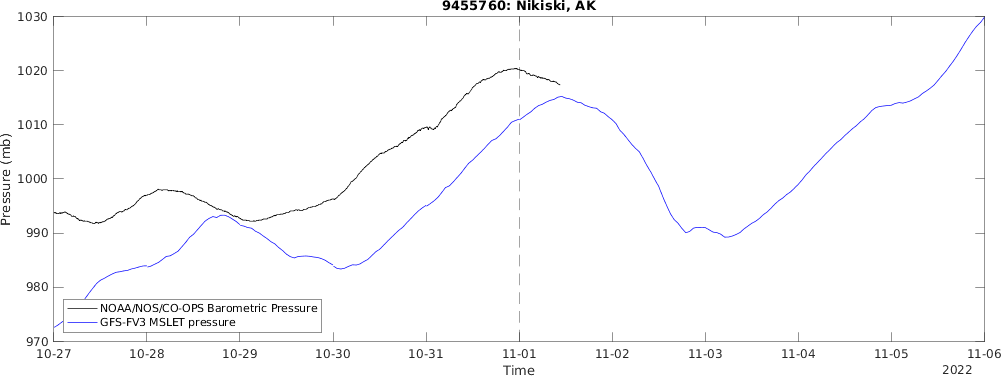 9455760: Nikiski, AK
1030
1020
1010
1000
990
980
970
Pressure (mb)
NOAA/NOS/CO-OPS Barometric Pressure
GFS-FV3 MSLET pressure
10-27 10-28 10-29 10-30 10-31 11-01 11-02 11-03 11-04 11-05 11-06
Time
2022